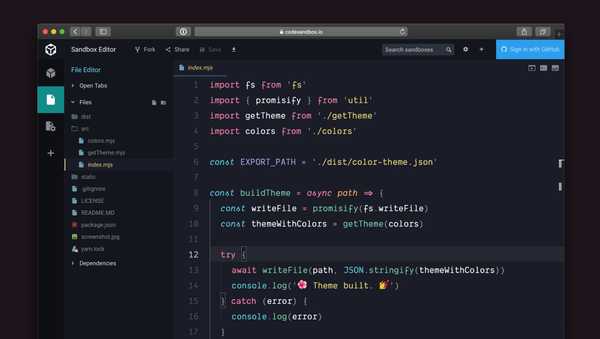 codesandbox.io
Sandbox Editor
Fork
Share
Save
Search sandboxes
Sign in with GitHub
File Editor
Open Tabs
Files
dist
src
colors.mjs
getTheme.mjs
index.mjs
static
.gitignore
LICENSE
README.MD
package.json
screenshot.jpg
yarn.lock
Dependencies
index.mjs
1 import fs from 'fs'
2 import { promisify } from 'util'
3 import getTheme from './getTheme'
4 import colors from './colors'
5
6 const EXPORT_PATH = './dist/color-theme.json'
7
8 const buildTheme = async path => {
9 const writeFile = promisify(fs.writeFile)
10 const themeWithColors = getTheme(colors)
11
12 try {
13 await writeFile(path, JSON.stringify(themeWithColors))
14 console.log('🌺 Theme built. 💅')
15 } catch (error) {
16 console.log(error)
17 }